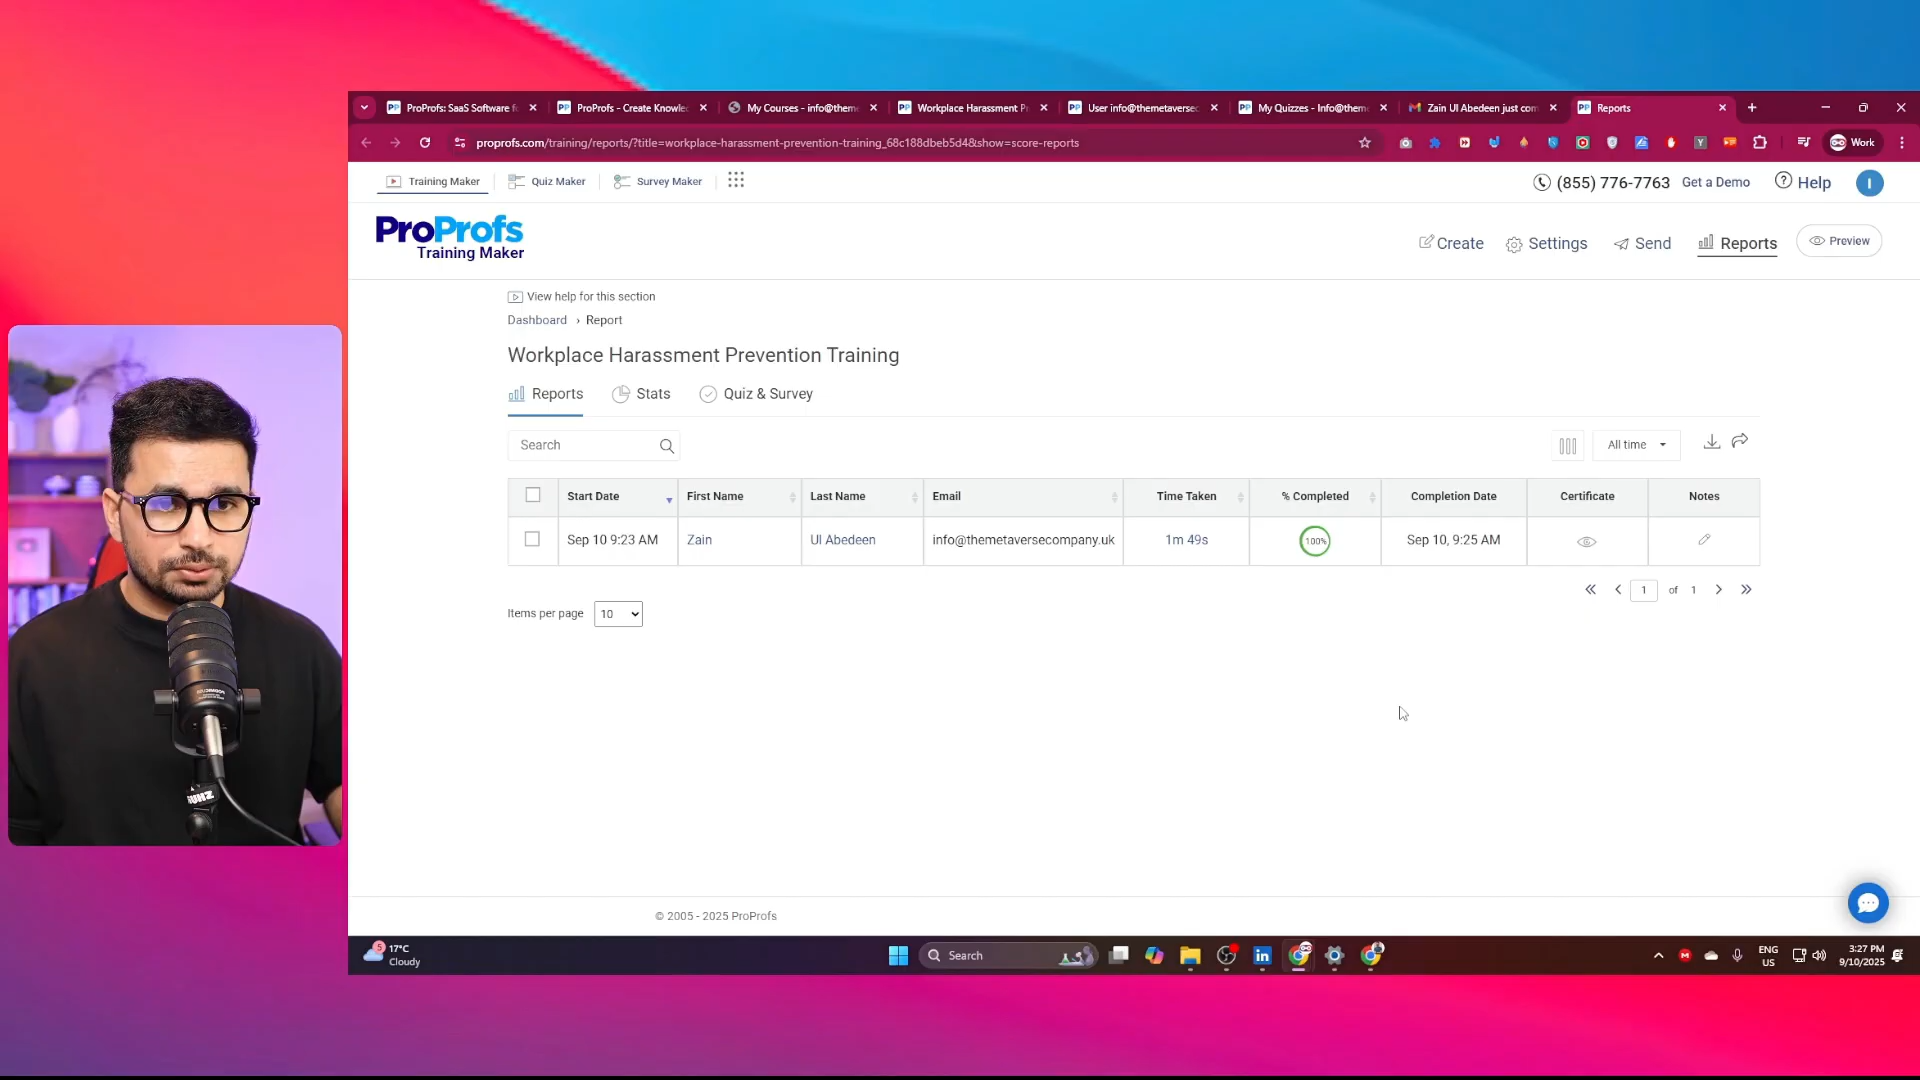 ProProfs: SaaS Software f
ProProfs - Create Knowle
My Courses - info@them
Workplace Harassment P
User info@themetaverse
My Quizzes - Info@them
Zain Ul Abedeen just com
Reports
proprofs.com/training/reports/?title=workplace-harassment-prevention-training_68c188dbeb5d4&show=score-reports
Work
Training Maker
Quiz Maker
Survey Maker
(855) 776-7763
Get a Demo
Help
I
ProProfs
Training Maker
Create
Settings
Send
Reports
Preview
View help for this section
Dashboard › Report
Workplace Harassment Prevention Training
Reports
Stats
Quiz & Survey
Search
All time
Start Date First Name Last Name Email Time Taken % Completed Completion Date Certificate Notes
Sep 10 9:23 AM Zain Ul Abedeen info@themetaversecompany.uk 1m 49s 100% Sep 10, 9:25 AM
1 of 1
Items per page 10
© 2005 - 2025 ProProfs
5
17°C
Cloudy
Search
ENG
US
3:27 PM
9/10/2025